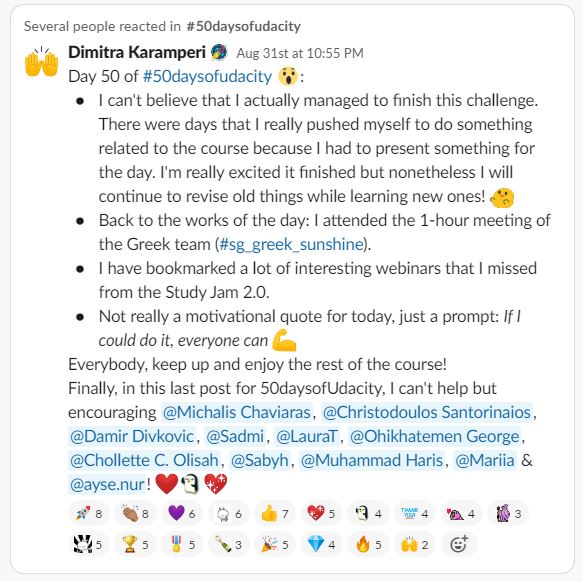 Several people reacted in #50daysofudacity
Dimitra Karamperi Aug 31st at 10:55 PM
Day 50 of #50daysofudacity :
● I can't believe that I actually managed to finish this challenge.
There were days that I really pushed myself to do something
related to the course because I had to present something for
the day. I'm really excited it finished but nonetheless I will
continue to revise old things while learning new ones!
● Back to the works of the day: I attended the 1-hour meeting of
the Greek team (#sg_greek_sunshine).
● I have bookmarked a lot of interesting webinars that I missed
from the Study Jam 2.0.
● Not really a motivational quote for today, just a prompt: If I
could do it, everyone can
Everybody, keep up and enjoy the rest of the course!
Finally, in this last post for 50daysofUdacity, I can't help but
encouraging @Michalis Chaviaras, @Christodoulos Santorinaios,
@Damir Divkovic, @Sadmi, @LauraT, @Ohikhatemen George,
@Chollette C. Olisah, @Sabyh, @Muhammad Haris, @Mariia &
@ayse.nur!
8 8 6 6 7 5 4 THANK YOU 4 4 3
5 5 5 3 5 4 5 2